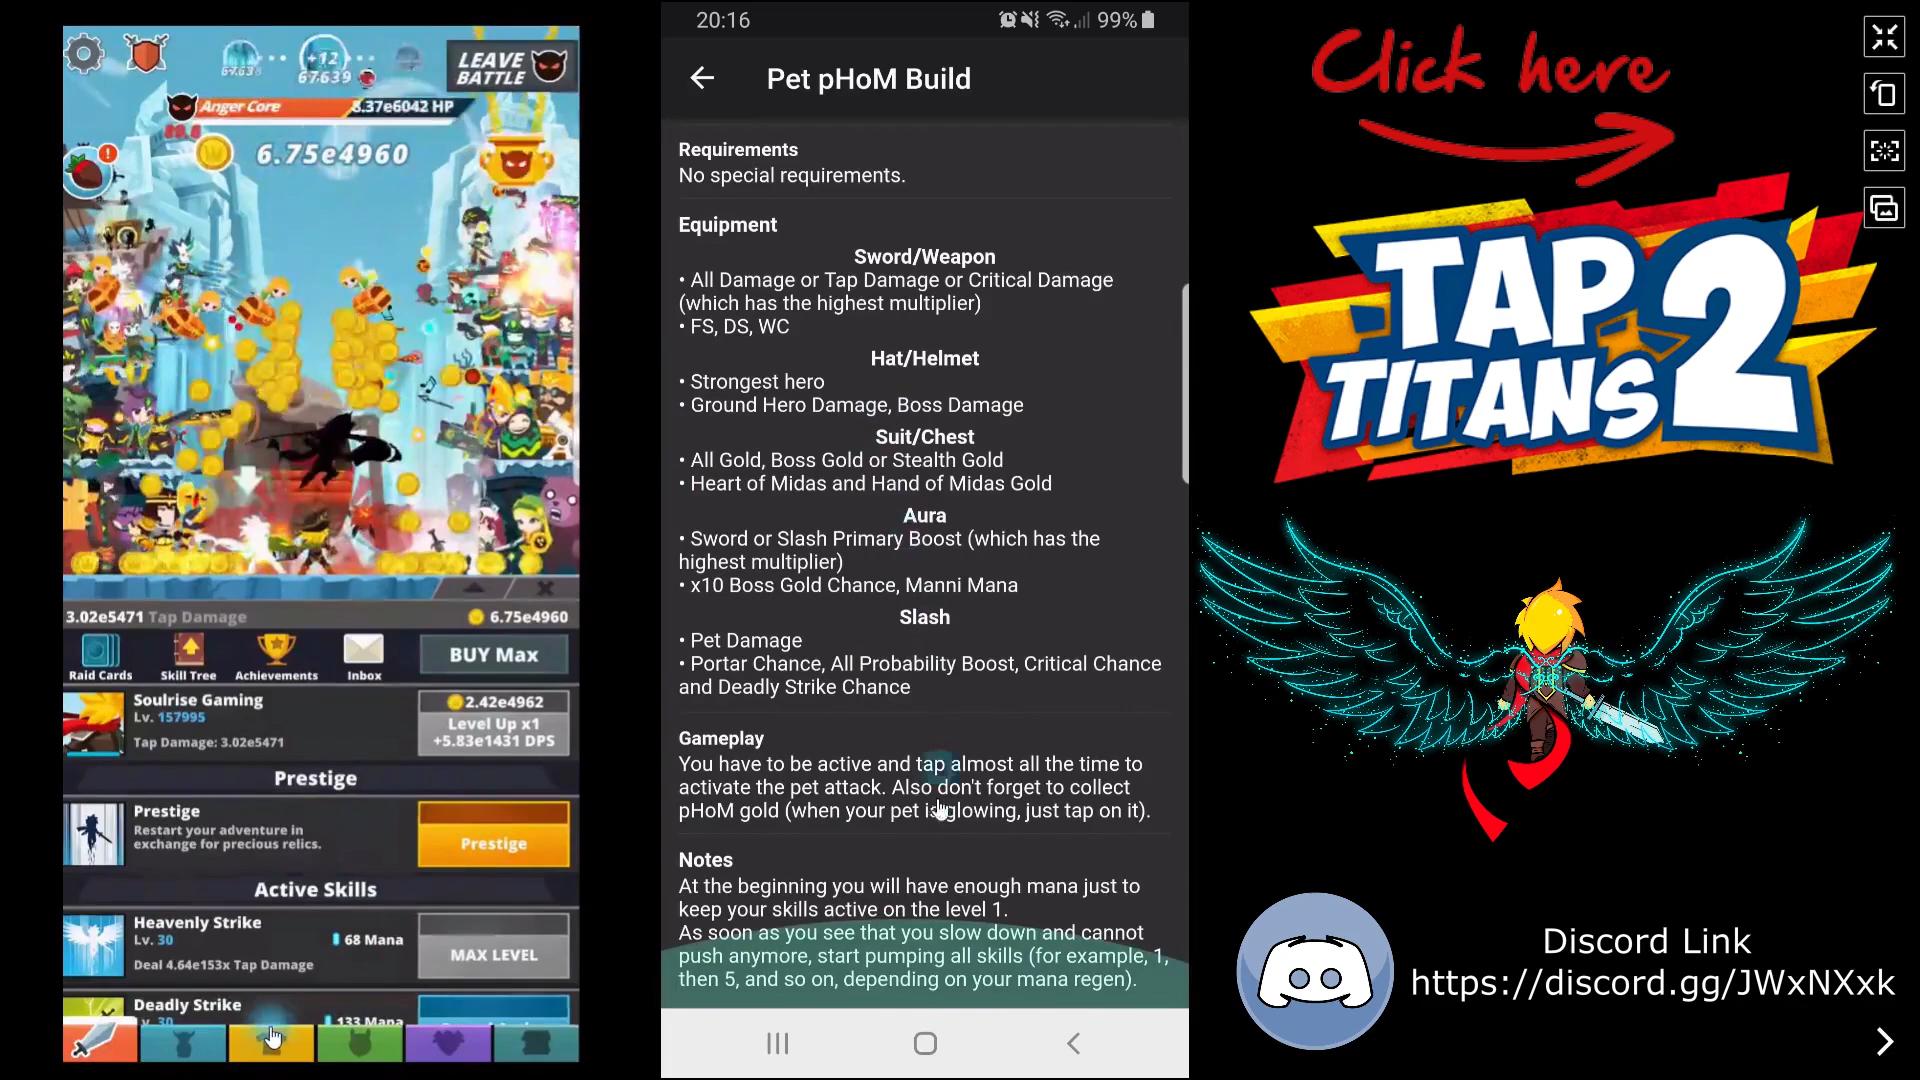 LEAVE
BATTLE
67638
+12
67639
Anger Core
8.37e6042 HP
6.75e4960
3.02e5471 Tap Damage
6.75e4960
Raid Cards
Skill Tree
Achievements
Inbox
BUY Max
Soulrise Gaming
Lv. 157995
Tap Damage: 3.02e5471
2.42e4962
Level Up x1
+5.83e1431 DPS
Prestige
Prestige
Restart your adventure in
exchange for precious relics.
Prestige
Active Skills
Heavenly Strike
Lv. 30
68 Mana
Deal 4.64e153x Tap Damage
MAX LEVEL
Deadly Strike
Lv. 30
133 Mana
20:16
99%
Pet pHoM Build
Requirements
No special requirements.
Equipment
Sword/Weapon
• All Damage or Tap Damage or Critical Damage
(which has the highest multiplier)
• FS, DS, WC
Hat/Helmet
• Strongest hero
• Ground Hero Damage, Boss Damage
Suit/Chest
• All Gold, Boss Gold or Stealth Gold
• Heart of Midas and Hand of Midas Gold
Aura
• Sword or Slash Primary Boost (which has the
highest multiplier)
• x10 Boss Gold Chance, Manni Mana
Slash
• Pet Damage
• Portar Chance, All Probability Boost, Critical Chance
and Deadly Strike Chance
Gameplay
You have to be active and tap almost all the time to
activate the pet attack. Also don't forget to collect
pHoM gold (when your pet is glowing, just tap on it).
Notes
At the beginning you will have enough mana just to
keep your skills active on the level 1.
As soon as you see that you slow down and cannot
push anymore, start pumping all skills (for example, 1,
then 5, and so on, depending on your mana regen).
Click here
TAP
TITANS 2
Discord Link
https://discord.gg/JWxNXxk